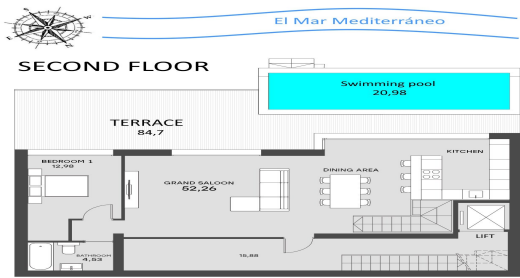 El Mar Mediterráneo
SECOND FLOOR
Swimming pool
20,98
TERRACE
84,7
BEDROOM 1
12,98
KITCHEN
DINING AREA
GRAND SALOON
52,26
LIFT
BATHROOM
4,53
15,88